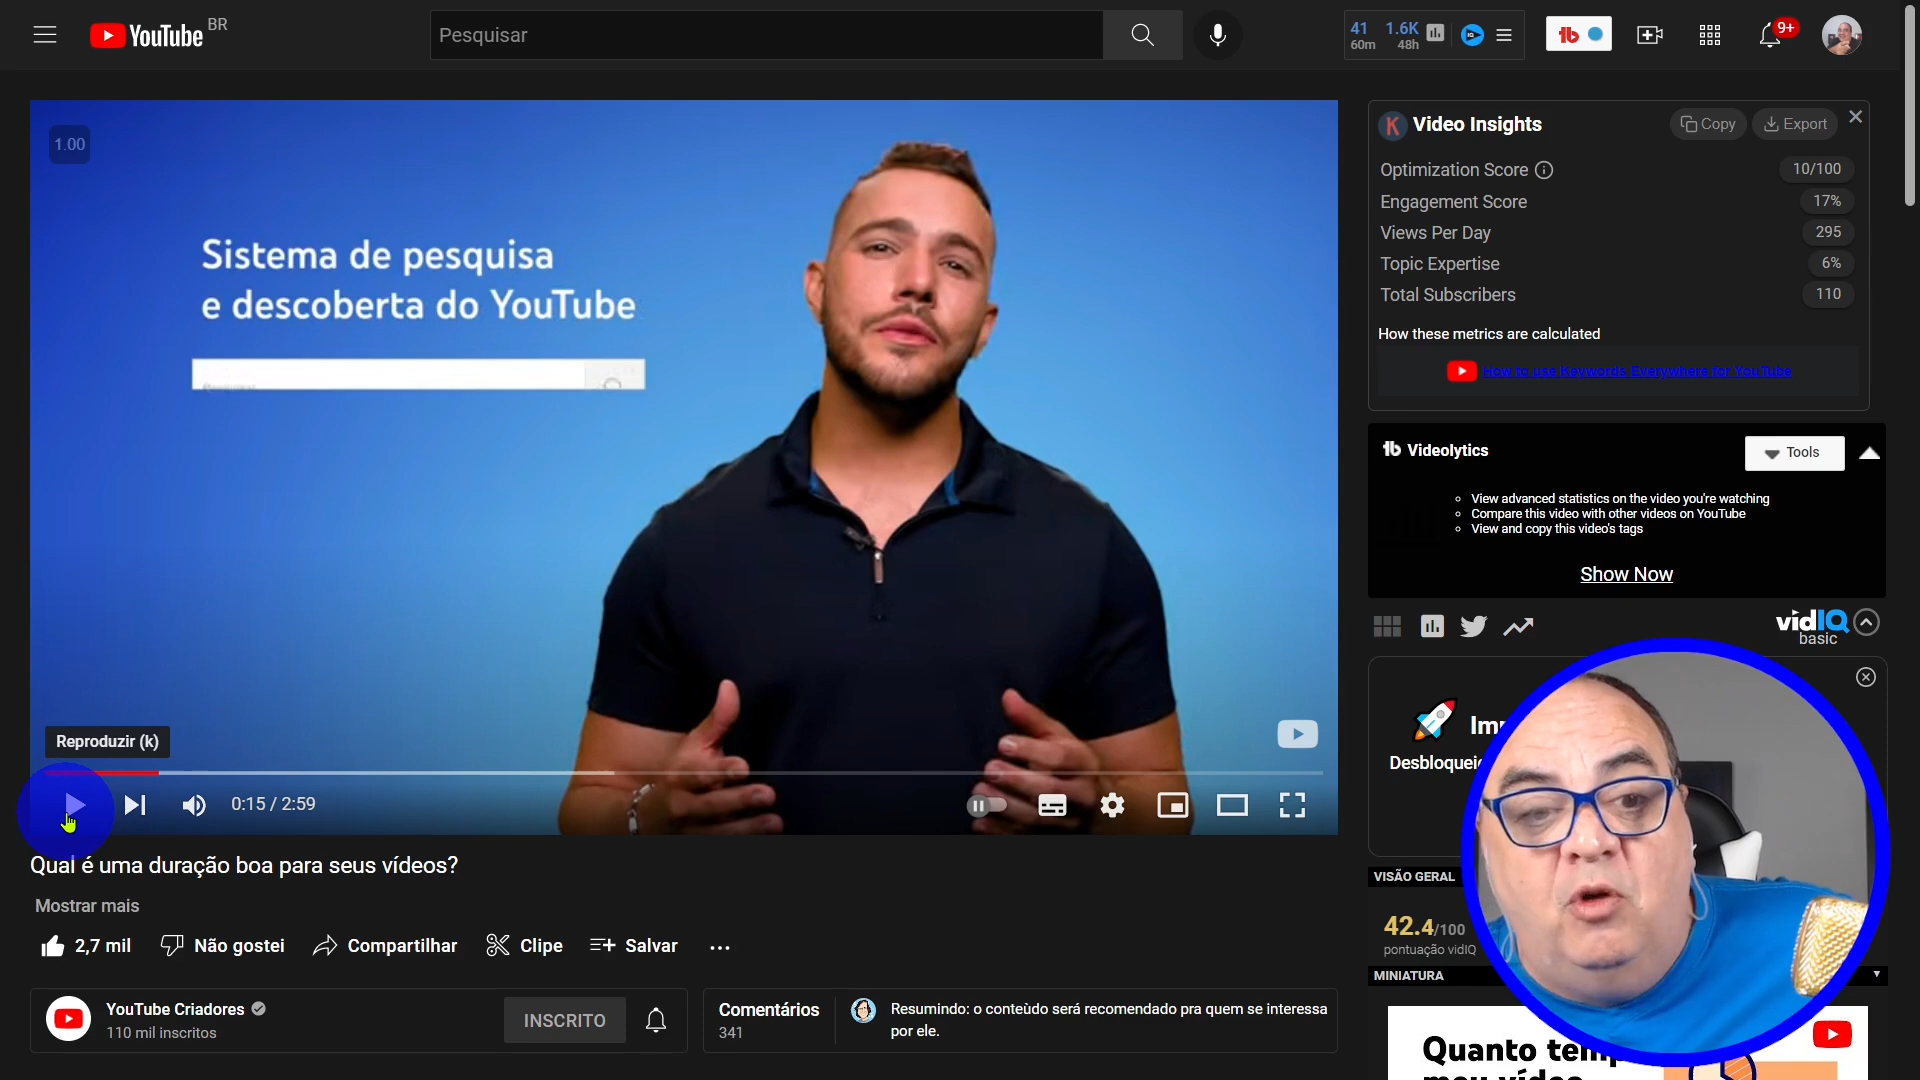 YouTube BR
Pesquisar
41 1.6K
60m 48h
9+
1.00
Sistema de pesquisa
e descoberta do YouTube
Reproduzir (k)
0:15 / 2:59
Qual é uma duração boa para seus vídeos?
Mostrar mais
2,7 mil Não gostei Compartilhar Clipe Salvar ...
YouTube Criadores
110 mil inscritos
INSCRITO
Comentários
341
Resumindo: o conteùdo será recomendado pra quem se interessa
por ele.
K Video Insights Copy Export
Optimization Score 10/100
Engagement Score 17%
Views Per Day 295
Topic Expertise 6%
Total Subscribers 110
How these metrics are calculated
How to use Keywords Everywhere for YouTube
tb Videolytics Tools
View advanced statistics on the video you're watching
Compare this video with other videos on YouTube
View and copy this video's tags
Show Now
vidIQ
basic
VISÃO GERAL
42.4/100
pontuação vidIQ
MINIATURA
Quanto